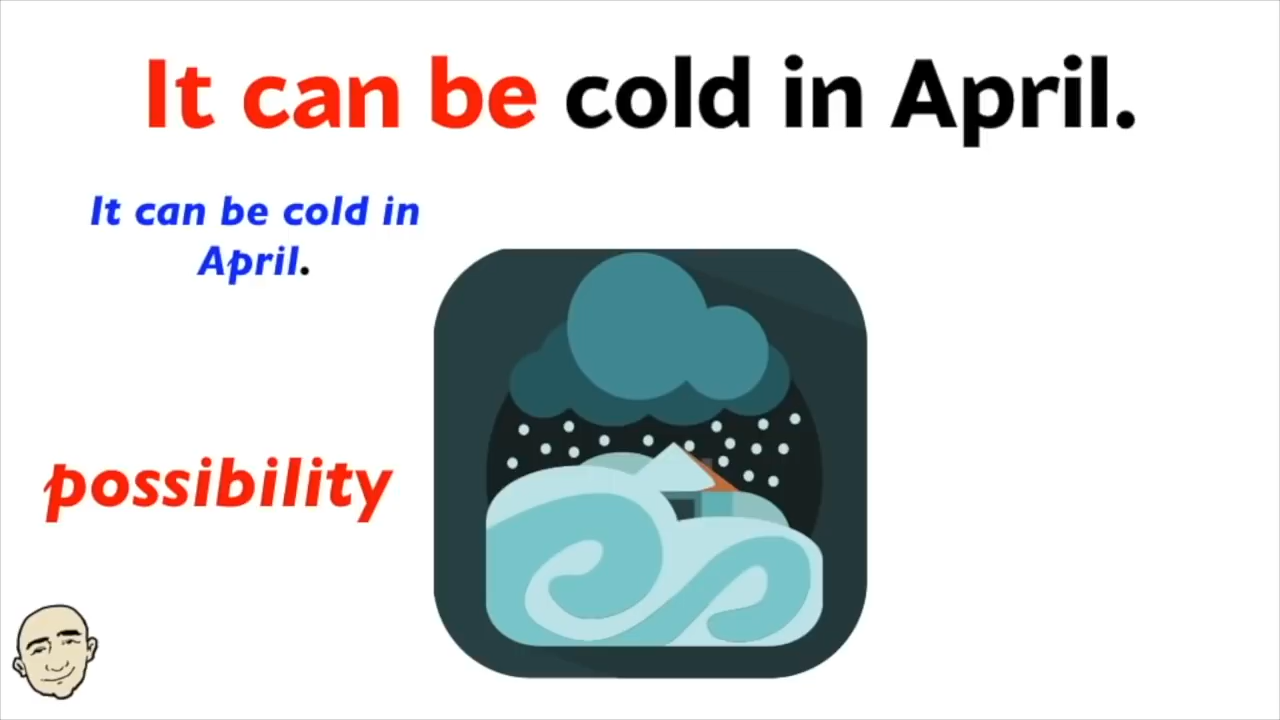 It can be cold in April.
It can be cold in
April.
possibility